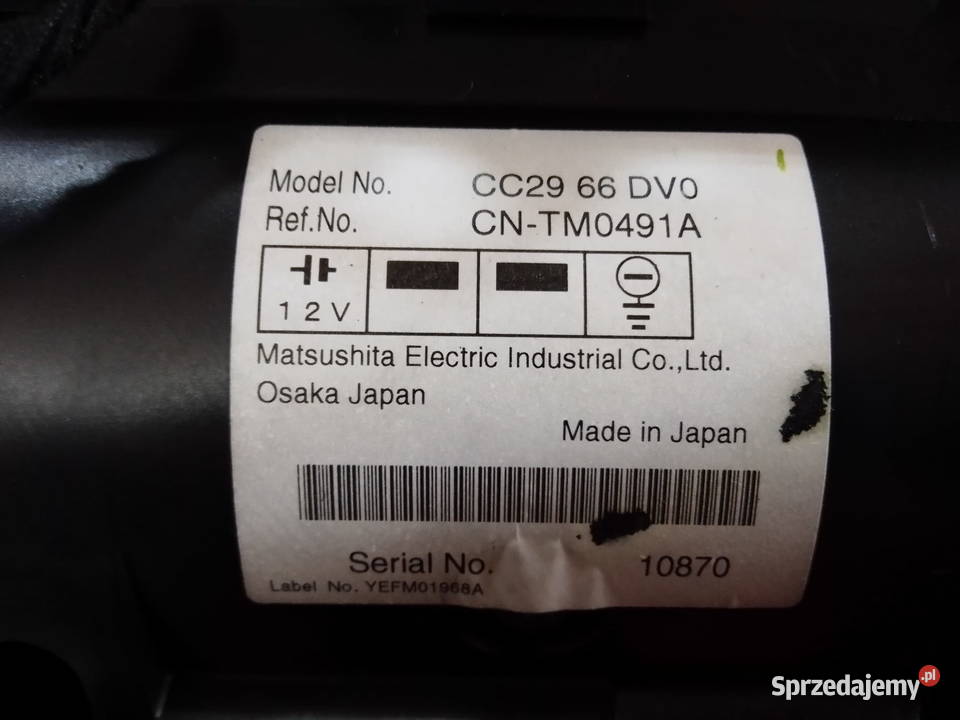 Model No. CC29 66 DV0
Ref.No. CN-TM0491A
12V
Matsushita Electric Industrial Co.,Ltd.
Osaka Japan
Made in Japan
Serial No. 10870
Label No. YEFM01968A
Sprzedajemy.pl